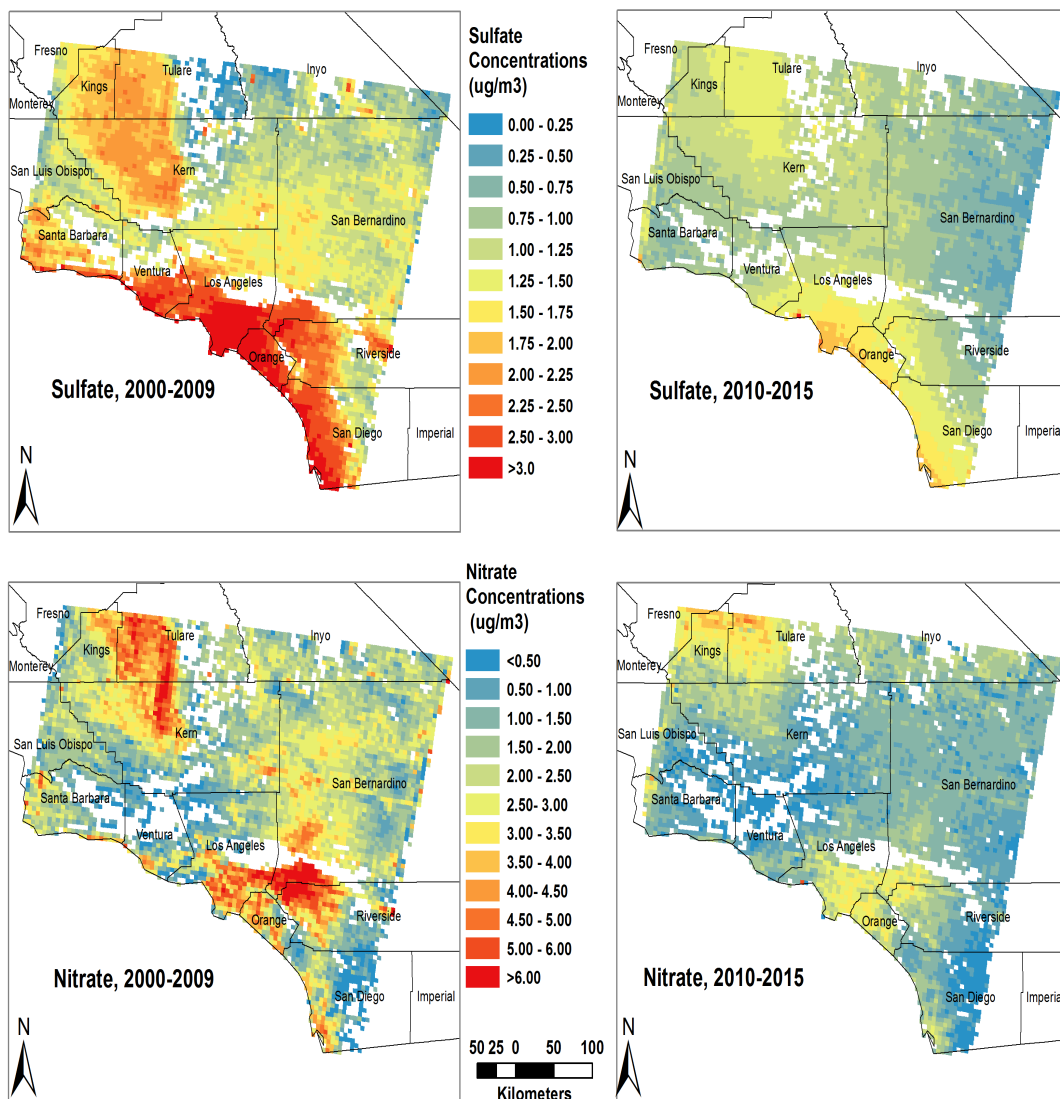 Fresno
Tulare
Inyo
Kings
Monterey
Kern
San Luis Obispo
San Bernardino
Santa Barbara
Ventura
Los Angeles
Orange
Riverside
San Diego
Imperial
Sulfate, 2000-2009
N
Sulfate
Concentrations
(ug/m3)
0.00 - 0.25
0.25 - 0.50
0.50 - 0.75
0.75 - 1.00
1.00 - 1.25
1.25 - 1.50
1.50 - 1.75
1.75 - 2.00
2.00 - 2.25
2.25 - 2.50
2.50 - 3.00
>3.0
Fresno
Tulare
Inyo
Kings
Monterey
Kern
San Luis Obispo
San Bernardino
Santa Barbara
Ventura
Los Angeles
Orange
Riverside
San Diego
Imperia
Sulfate, 2010-2015
N
Fresno
Tulare
Inyo
Kings
Monterey
Kern
San Luis Obispo
San Bernardino
Santa Barbara
Ventura
Los Angeles
Orange
Riverside
San Diego
Imperial
Nitrate, 2000-2009
N
Nitrate
Concentrations
(ug/m3)
<0.50
0.50 - 1.00
1.00 - 1.50
1.50 - 2.00
2.00 - 2.50
2.50- 3.00
3.00 - 3.50
3.50 - 4.00
4.00 - 4.50
4.50 - 5.00
5.00 - 6.00
>6.00
50 25 0 50 100
Kilometers
Fresno
Tulare
Inyo
Kings
Monterey
Kern
San Luis Obispo
San Bernardino
Santa Barbara
Ventura
Los Angeles
Orange
Riverside
San Diego
Imperia
Nitrate, 2010-2015
N